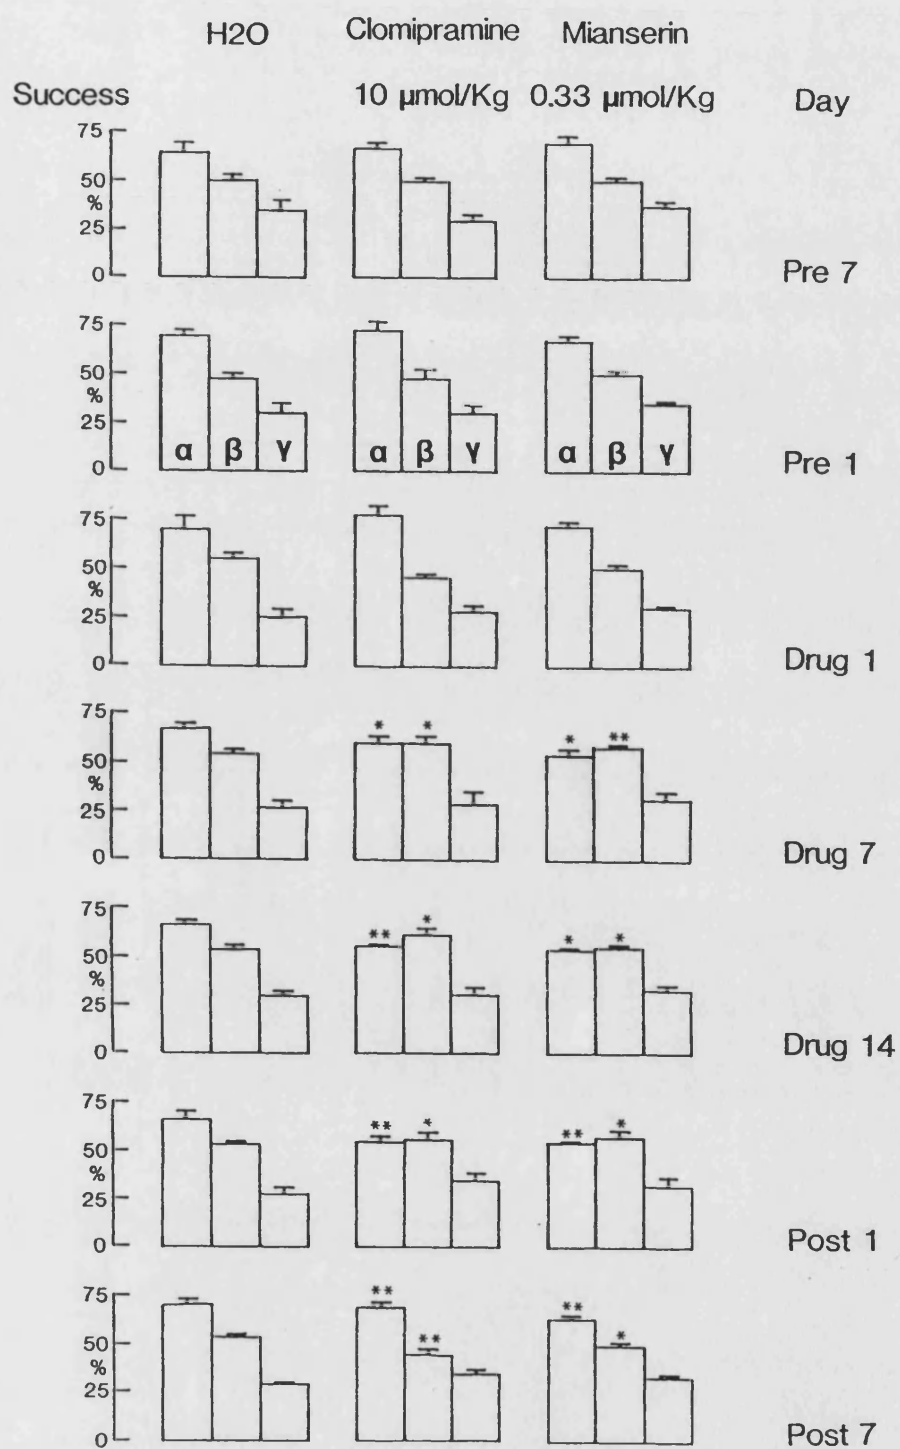 H2O Clomipramine Mianserin
Success 10 µmol/Kg 0.33 µmol/Kg Day
75
50
%
25
0
Pre 7
75
50
%
25
α β γ α β γ α β γ
0
Pre 1
75
50
%
25
0
Drug 1
75
* * * **
50
%
25
0
Drug 7
75
** * * *
50
%
25
0
Drug 14
75
** * ** *
50
%
25
0
Post 1
75
** ** ** *
50
%
25
0
Post 7